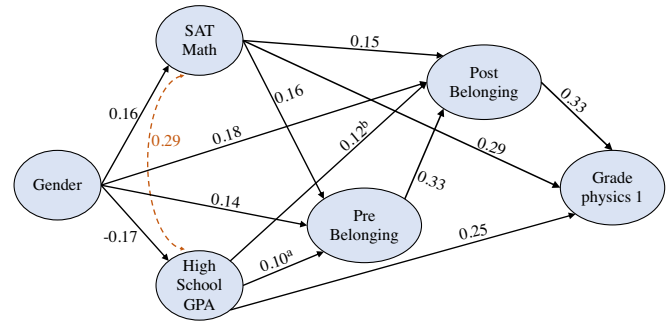 SAT
Math
0.15
Post
Belonging
0.16
0.16
0.33
0.18
0.12ᵇ
0.29
0.29
Gender
0.14
0.33
Grade
physics 1
Pre
Belonging
-0.17
0.25
High
School
GPA
0.10ᵃ